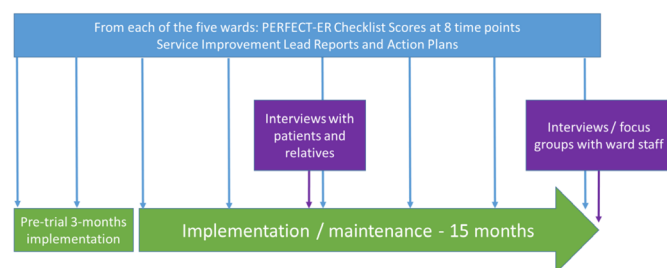 From each of the five wards: PERFECT-ER Checklist Scores at 8 time points
Service Improvement Lead Reports and Action Plans
Interviews with
patients and
relatives
Interviews / focus
groups with ward staff
Pre-trial 3-months
implementation
Implementation / maintenance - 15 months